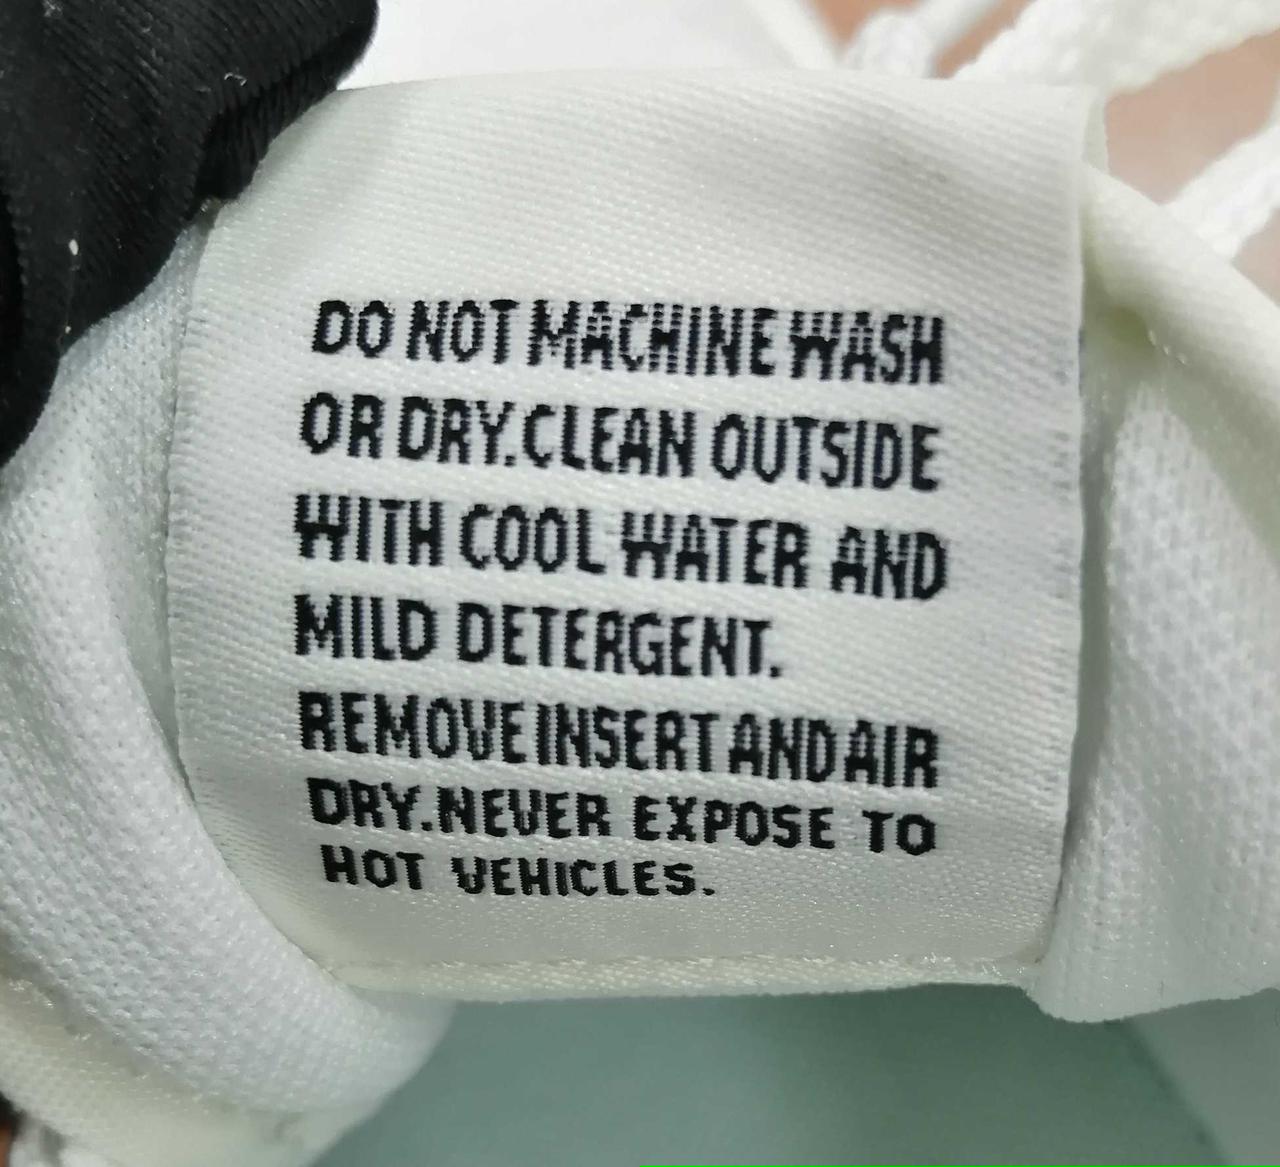 DO NOT MACHINE WASH
OR DRY.CLEAN OUTSIDE
WITH COOL WATER AND
MILD DETERGENT.
REMOVE INSERT AND AIR
DRY.NEVER EXPOSE TO
HOT VEHICLES.